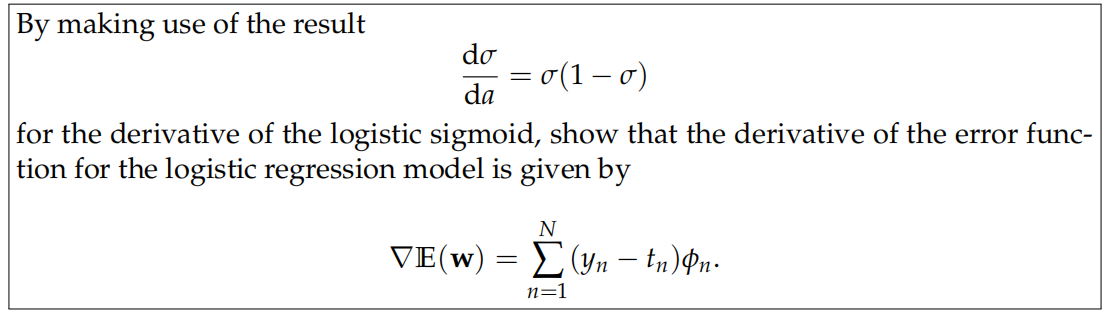 By making use of the result
dσ/da = σ(1 − σ)
for the derivative of the logistic sigmoid, show that the derivative of the error func-
tion for the logistic regression model is given by
∇𝔼(𝐰) = ∑_{n=1}^{N} (y_n − t_n)ϕ_n.